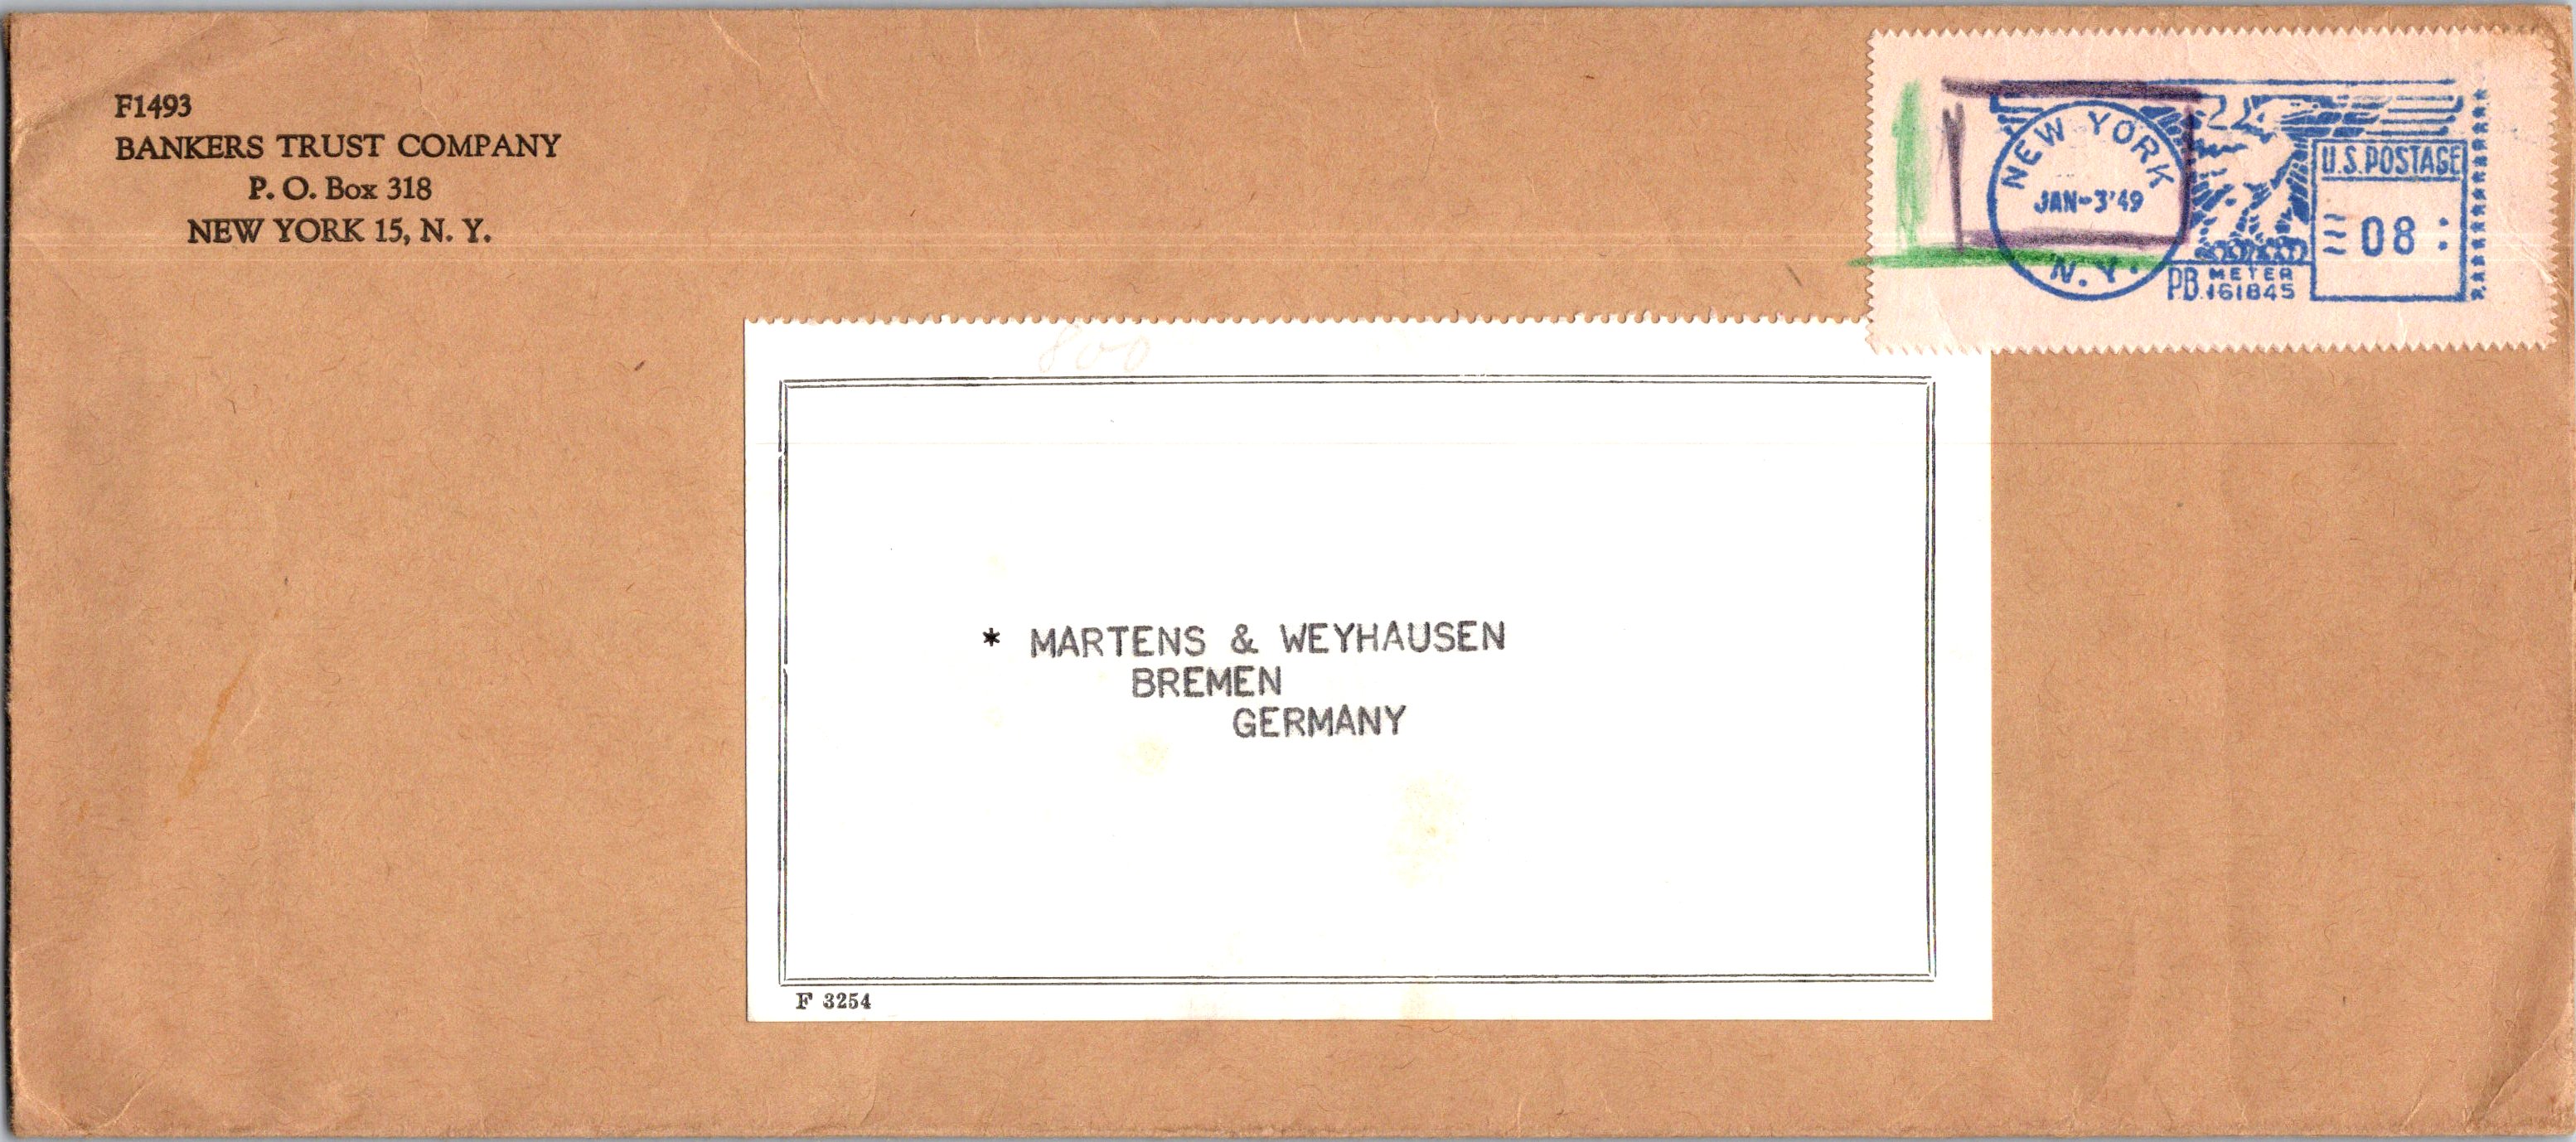 F1493
BANKERS TRUST COMPANY
P. O. Box 318
NEW YORK 15, N. Y.
NEW YORK
JAN-3'49
N. Y.
U.S. POSTAGE
08
P.B. METER
161845
800
* MARTENS & WEYHAUSEN
BREMEN
GERMANY
F 3254